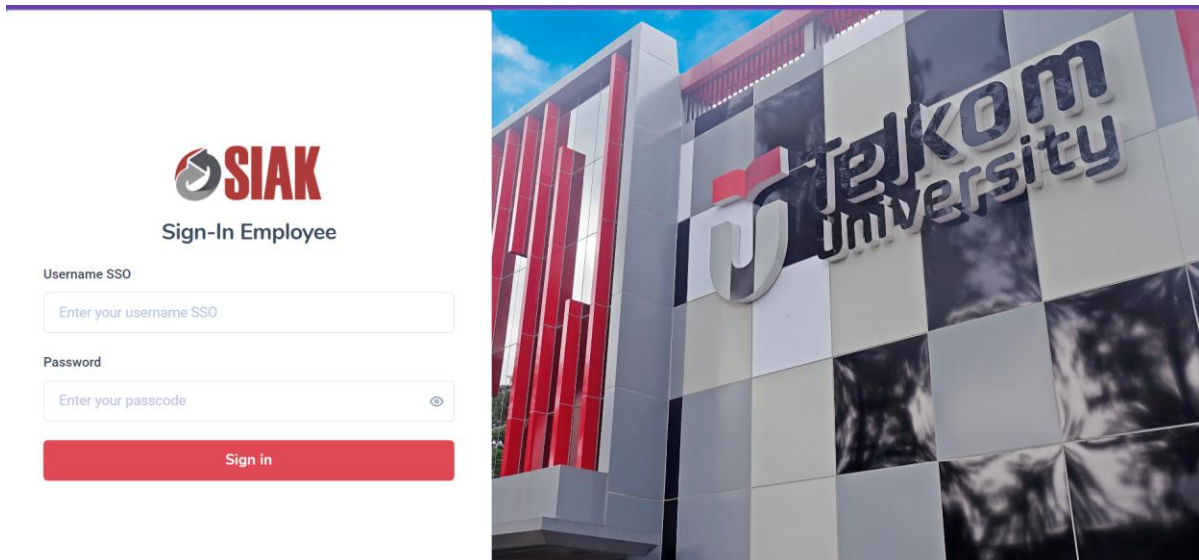 SIAK
Sign-In Employee
Username SSO
Enter your username SSO
Password
Enter your passcode
Sign in
Telkom
University